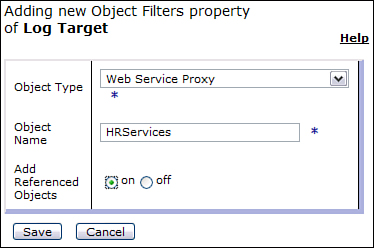 Adding new Object Filters property
of Log Target
Help
Object Type
Web Service Proxy
*
Object
Name
HRServices
*
Add
Referenced
Objects
on
off
Save
Cancel